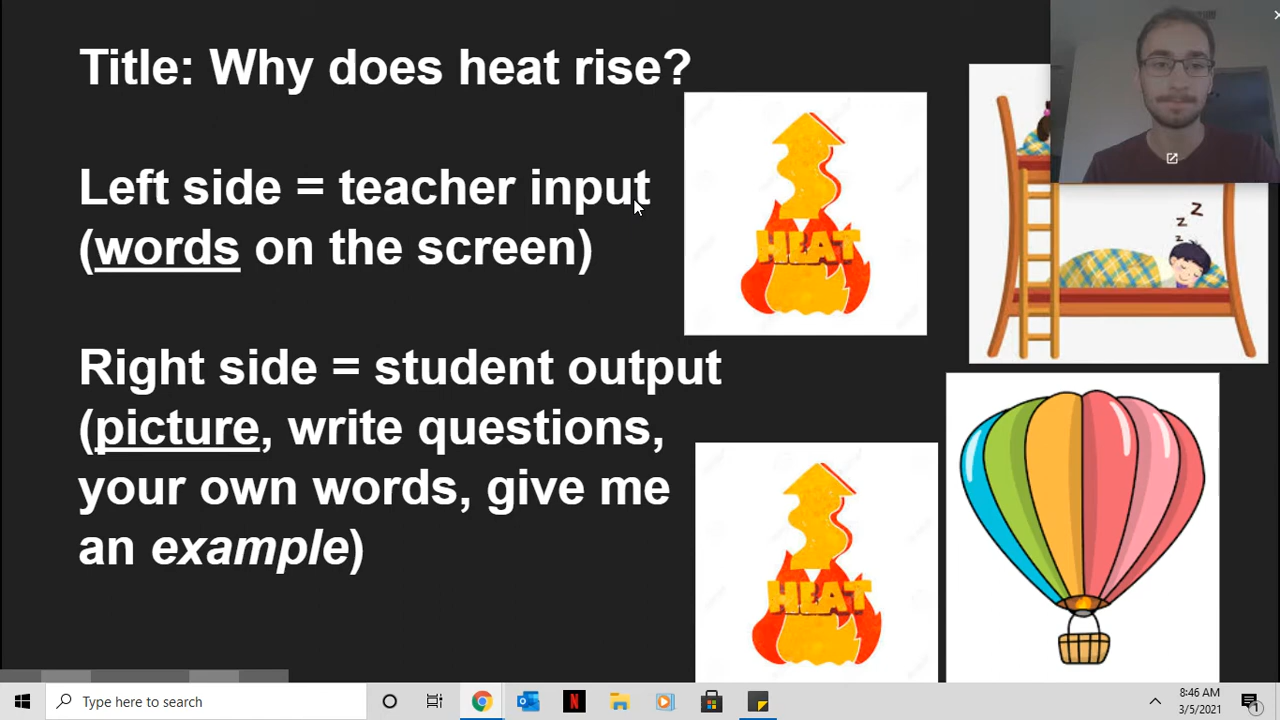 Title: Why does heat rise?
Left side = teacher input
(words on the screen)
Right side = student output
(picture, write questions,
your own words, give me
an example)
HEAT
Z
Z
Z
HEAT
Type here to search
8:46 AM
3/5/2021
1